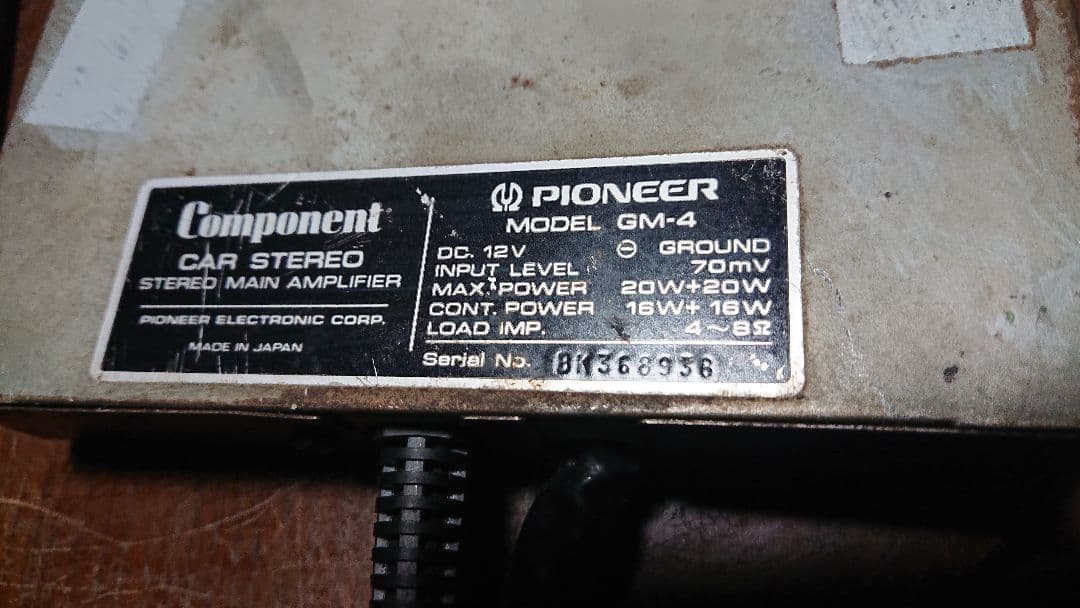 Component
CAR STEREO
STEREO MAIN AMPLIFIER
PIONEER ELECTRONIC CORP.
MADE IN JAPAN
PIONEER
MODEL GM-4
DC. 12V ⊖ GROUND
INPUT LEVEL 70mV
MAX. POWER 20W+20W
CONT. POWER 16W+16W
LOAD IMP. 4~8Ω
Serial No.